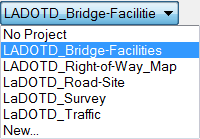 LADOTD_Bridge-Facilitie
No Project
LADOTD_Bridge-Facilities
LADOTD_Right-of-Way_Map
LaDOTD_Road-Site
LaDOTD_Survey
LaDOTD_Traffic
New...